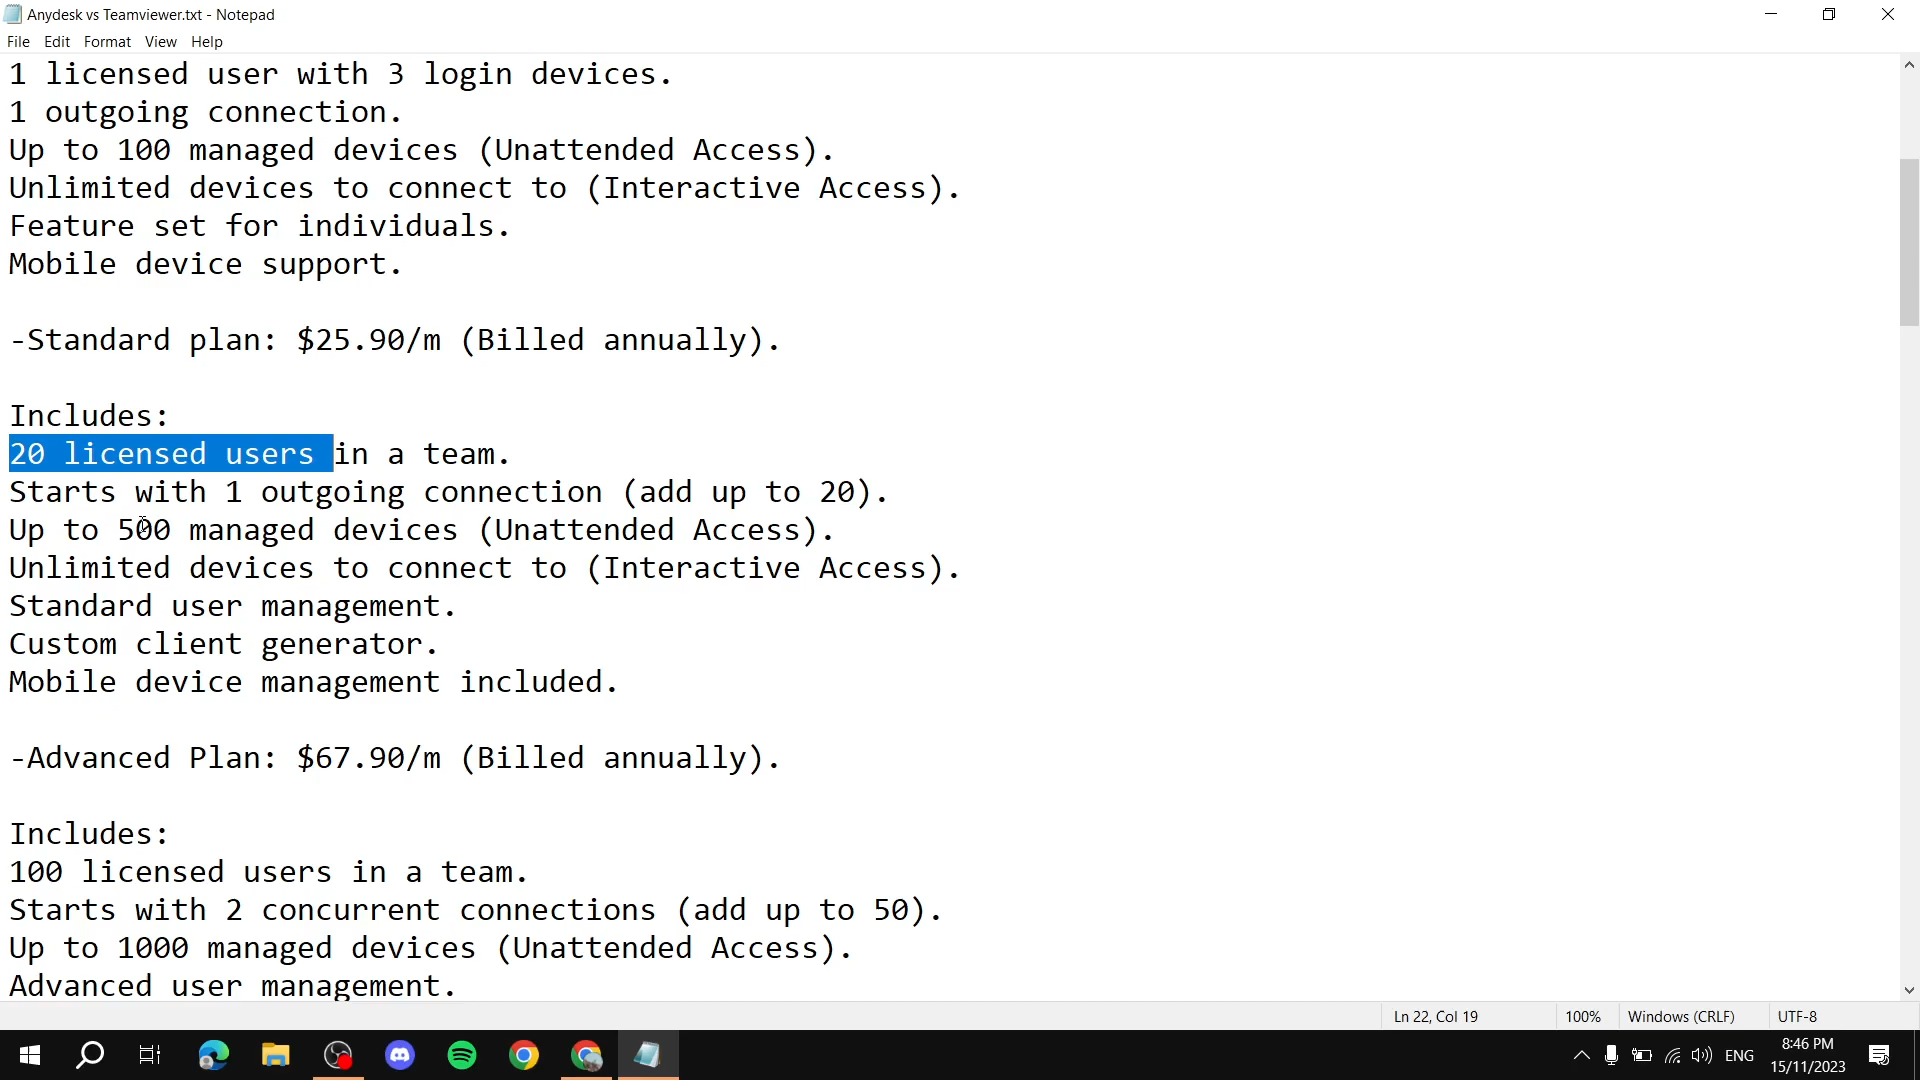 Anydesk vs Teamviewer.txt - Notepad
File Edit Format View Help
1 licensed user with 3 login devices.
1 outgoing connection.
Up to 100 managed devices (Unattended Access).
Unlimited devices to connect to (Interactive Access).
Feature set for individuals.
Mobile device support.
-Standard plan: $25.90/m (Billed annually).
Includes:
20 licensed users in a team.
Starts with 1 outgoing connection (add up to 20).
Up to 500 managed devices (Unattended Access).
Unlimited devices to connect to (Interactive Access).
Standard user management.
Custom client generator.
Mobile device management included.
-Advanced Plan: $67.90/m (Billed annually).
Includes:
100 licensed users in a team.
Starts with 2 concurrent connections (add up to 50).
Up to 1000 managed devices (Unattended Access).
Advanced user management.
Ln 22, Col 19 100% Windows (CRLF) UTF-8
ENG 8:46 PM
15/11/2023